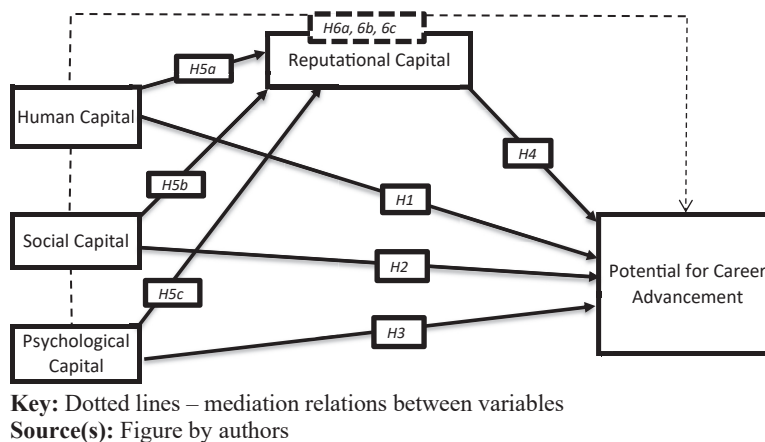 H6a, 6b, 6c
Reputational Capital
H5a
Human Capital
H4
H5b
H1
Social Capital
H2
Potential for Career
Advancement
H5c
Psychological
Capital
H3
Key: Dotted lines – mediation relations between variables
Source(s): Figure by authors